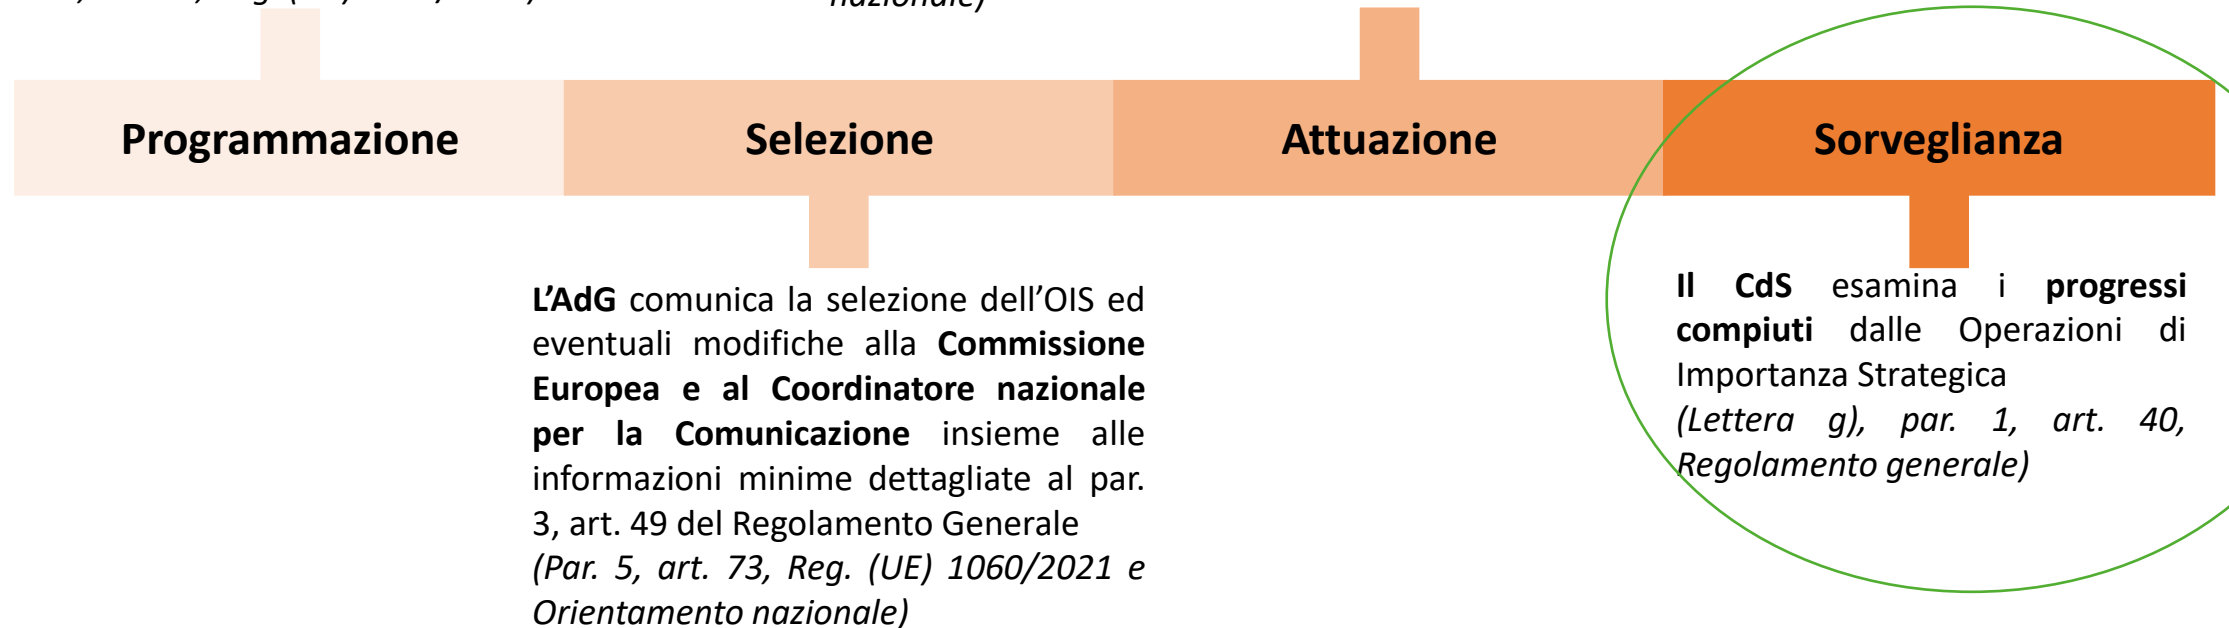 nazionale)
Programmazione
Selezione
Attuazione
Sorveglianza
L’AdG comunica la selezione dell’OIS ed
eventuali modifiche alla Commissione
Europea e al Coordinatore nazionale
per la Comunicazione insieme alle
informazioni minime dettagliate al par.
3, art. 49 del Regolamento Generale
(Par. 5, art. 73, Reg. (UE) 1060/2021 e
Orientamento nazionale)
Il CdS esamina i progressi
compiuti dalle Operazioni di
Importanza Strategica
(Lettera g), par. 1, art. 40,
Regolamento generale)